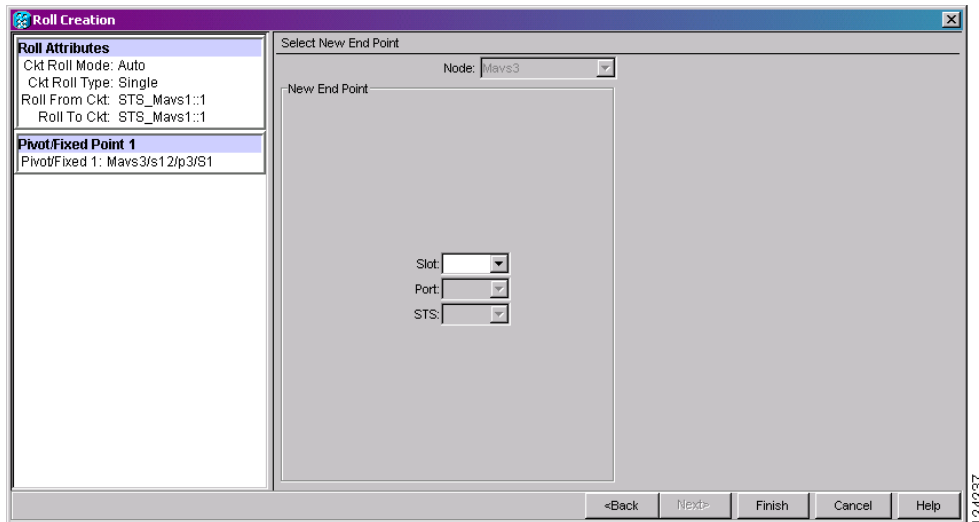 Roll Creation
Roll Attributes
Ckt Roll Mode: Auto
Ckt Roll Type: Single
Roll From Ckt: STS_Mavs1::1
Roll To Ckt: STS_Mavs1::1
Pivot/Fixed Point 1
Pivot/Fixed 1: Mavs3/s12/p3/S1
Select New End Point
Node: Mavs3
New End Point
Slot:
Port:
STS:
<Back Next> Finish Cancel Help